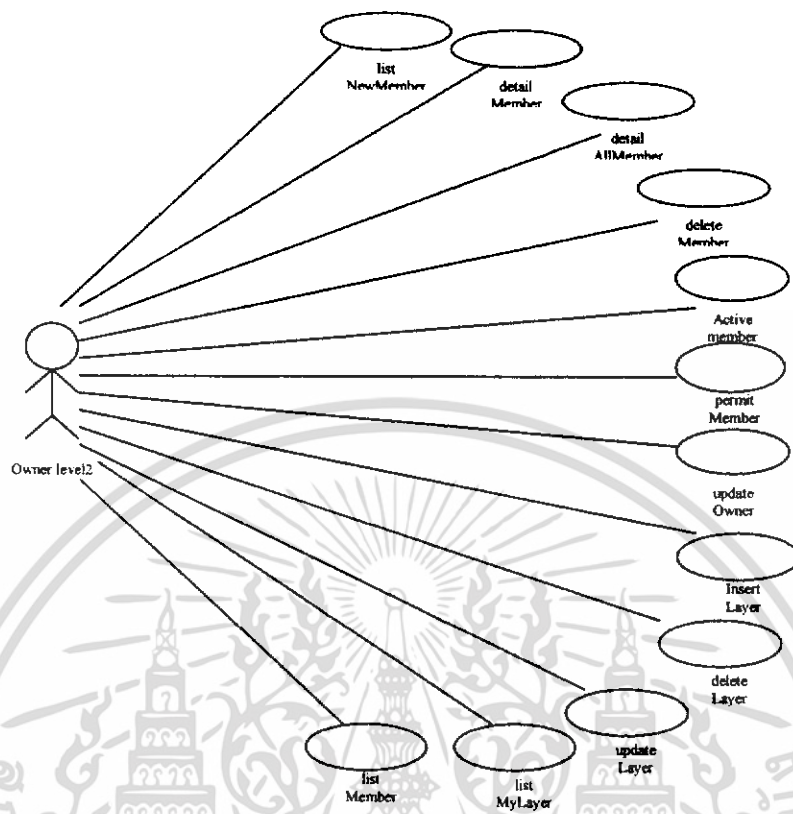 list
NewMember
detail
Member
detail
AllMember
delete
Member
Active
member
permit
Member
update
Owner
Insert
Layer
delete
Layer
update
Layer
list
MyLayer
list
Member
Owner level2